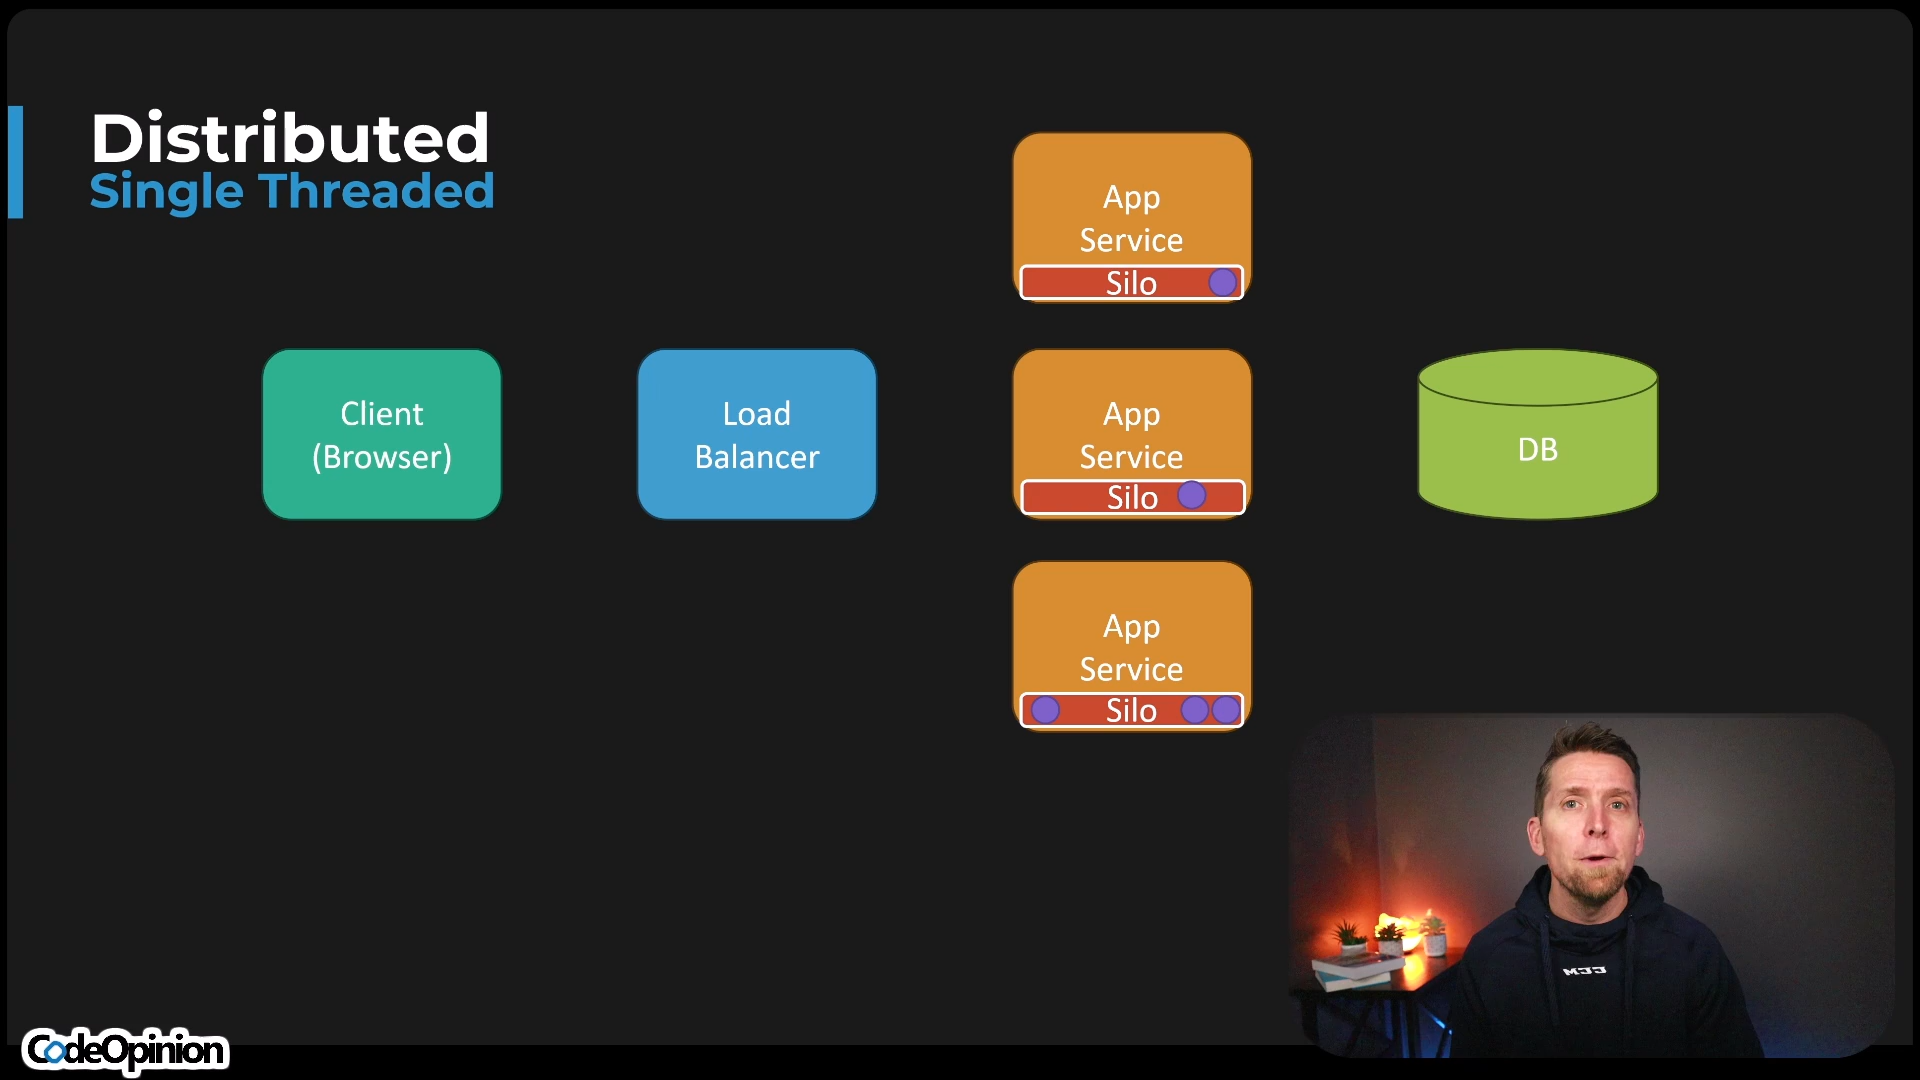 Distributed
Single Threaded
App
Service
Silo
Client
(Browser)
Load
Balancer
App
Service
Silo
DB
App
Service
Silo
CodeOpinion